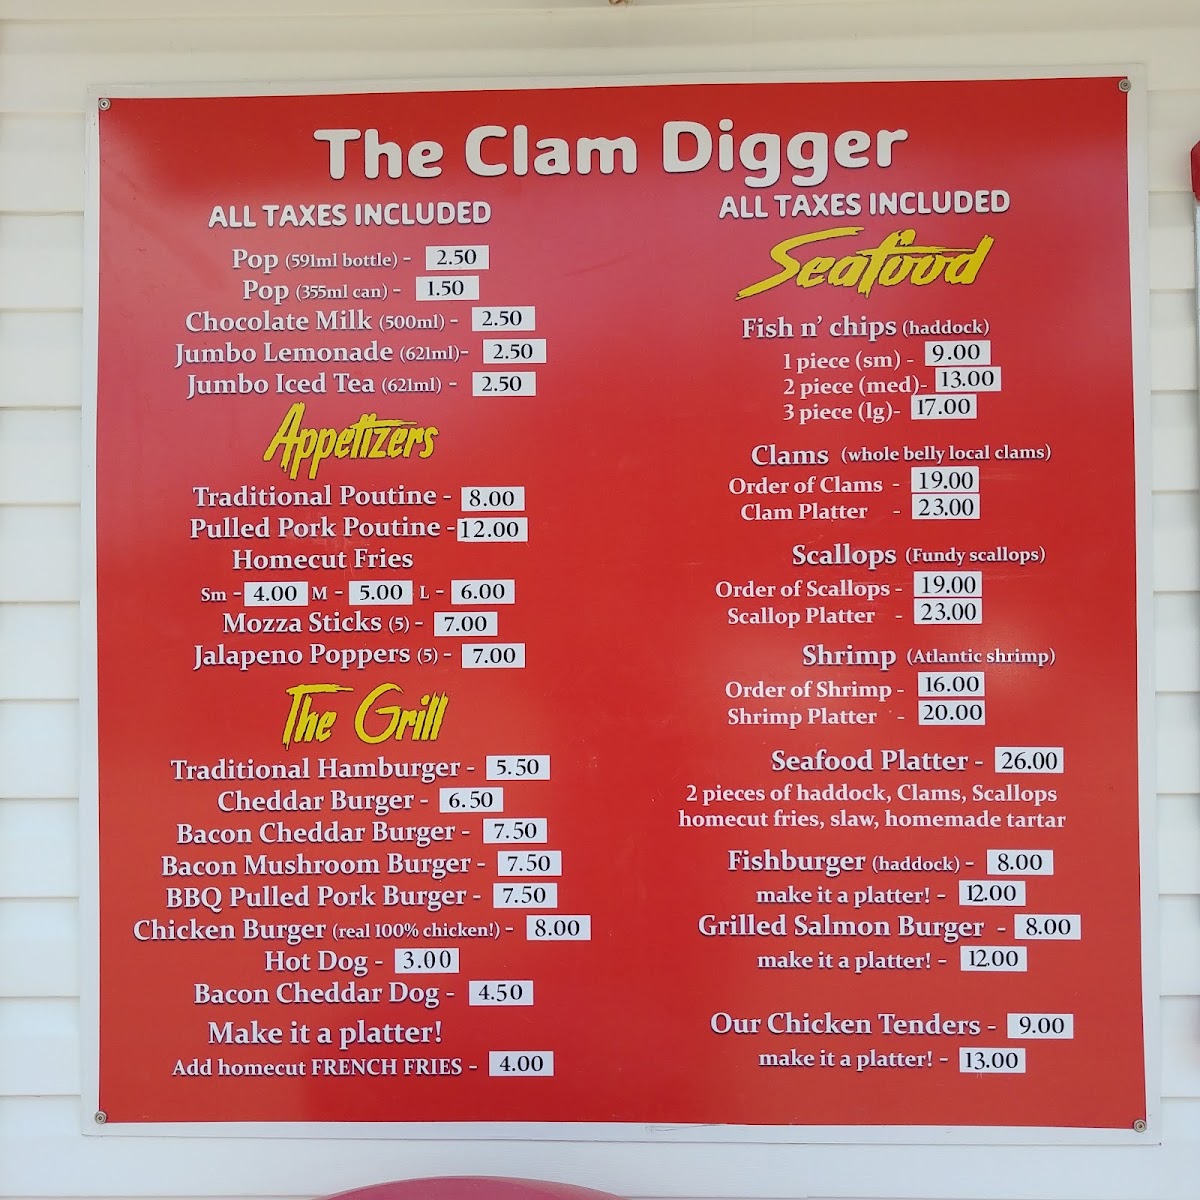 The Clam Digger
ALL TAXES INCLUDED
Pop (591ml bottle) - 2.50
Pop (355ml can) - 1.50
Chocolate Milk (500ml) - 2.50
Jumbo Lemonade (621ml)- 2.50
Jumbo Iced Tea (621ml) - 2.50
Appetizers
Traditional Poutine - 8.00
Pulled Pork Poutine - 12.00
Homecut Fries
Sm - 4.00 M - 5.00 L - 6.00
Mozza Sticks (5) - 7.00
Jalapeno Poppers (5) - 7.00
The Grill
Traditional Hamburger - 5.50
Cheddar Burger - 6.50
Bacon Cheddar Burger - 7.50
Bacon Mushroom Burger - 7.50
BBQ Pulled Pork Burger - 7.50
Chicken Burger (real 100% chicken!) - 8.00
Hot Dog - 3.00
Bacon Cheddar Dog - 4.50
Make it a platter!
Add homecut FRENCH FRIES - 4.00
ALL TAXES INCLUDED
Seafood
Fish n' chips (haddock)
1 piece (sm) - 9.00
2 piece (med)- 13.00
3 piece (lg)- 17.00
Clams (whole belly local clams)
Order of Clams - 19.00
Clam Platter - 23.00
Scallops (Fundy scallops)
Order of Scallops - 19.00
Scallop Platter - 23.00
Shrimp (Atlantic shrimp)
Order of Shrimp - 16.00
Shrimp Platter - 20.00
Seafood Platter - 26.00
2 pieces of haddock, Clams, Scallops
homecut fries, slaw, homemade tartar
Fishburger (haddock) - 8.00
make it a platter! - 12.00
Grilled Salmon Burger - 8.00
make it a platter! - 12.00
Our Chicken Tenders - 9.00
make it a platter! - 13.00